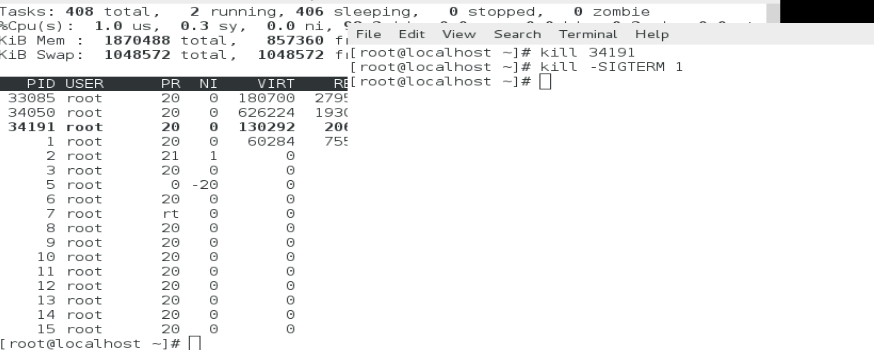 Tasks: 408 total, 2 running, 406 sleeping, 0 stopped, 0 zombie
%Cpu(s): 1.0 us, 0.3 sy, 0.0 ni,
KiB Mem : 1870488 total, 857360 fr
KiB Swap: 1048572 total, 1048572 fr
PID USER PR NI VIRT RE
33085 root 20 0 180700 2795
34050 root 20 0 626224 1930
34191 root 20 0 130292 206
1 root 20 0 60284 755
2 root 21 1 0
3 root 20 0 0
5 root 0 -20 0
6 root 20 0 0
7 root rt 0 0
8 root 20 0 0
9 root 20 0 0
10 root 20 0 0
11 root 20 0 0
12 root 20 0 0
13 root 20 0 0
14 root 20 0 0
15 root 20 0 0
[root@localhost ~]#
File Edit View Search Terminal Help
[root@localhost ~]# kill 34191
[root@localhost ~]# kill -SIGTERM 1
[root@localhost ~]#